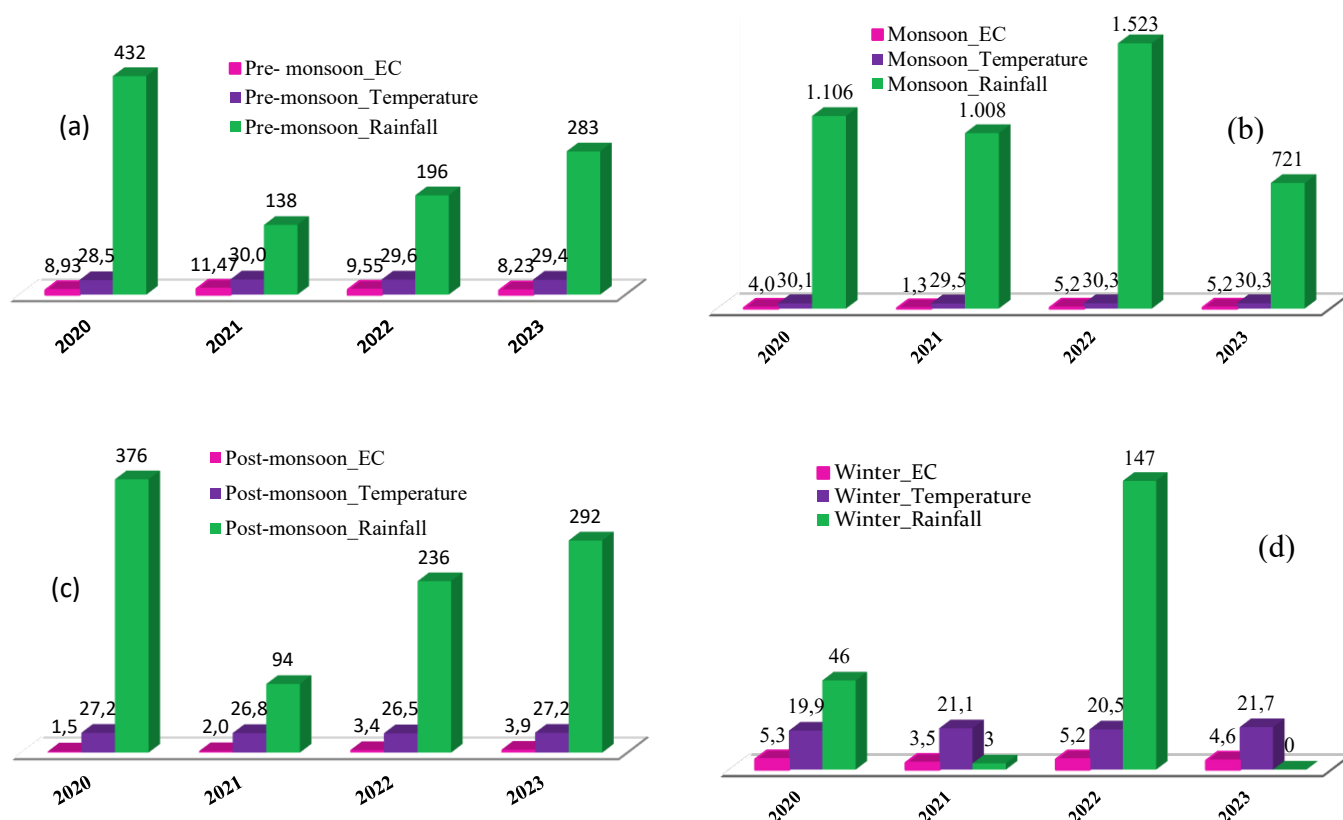 (a)
Pre- monsoon_EC
Pre-monsoon_Temperature
Pre-monsoon_Rainfall
432
138
196
283
8,93 28,5
11,47 30,0
9,55 29,6
8,23 29,4
2020 2021 2022 2023
(b)
Monsoon_EC
Monsoon_Temperature
Monsoon_Rainfall
1.106
1.008
1.523
721
4,0 30,1
1,3 29,5
5,2 30,3
5,2 30,3
2020 2021 2022 2023
(c)
Post-monsoon_EC
Post-monsoon_Temperature
Post-monsoon_Rainfall
376
94
236
292
1,5 27,2
2,0 26,8
3,4 26,5
3,9 27,2
2020 2021 2022 2023
(d)
Winter_EC
Winter_Temperature
Winter_Rainfall
46
3
147
0
5,3 19,9
3,5 21,1
5,2 20,5
4,6 21,7
2020 2021 2022 2023